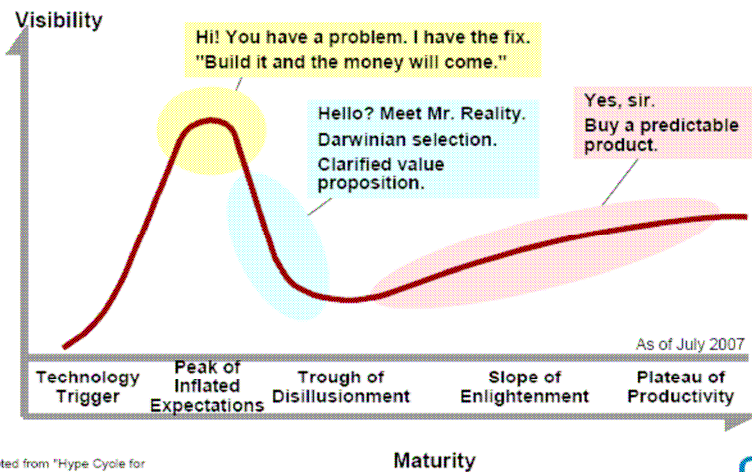 Visibility
Hi! You have a problem. I have the fix.
"Build it and the money will come."
Hello? Meet Mr. Reality.
Darwinian selection.
Clarified value
proposition.
Yes, sir.
Buy a predictable
product.
As of July 2007
Technology
Trigger
Peak of
Inflated
Expectations
Trough of
Disillusionment
Slope of
Enlightenment
Plateau of
Productivity
Maturity
from "Hype Cycle for